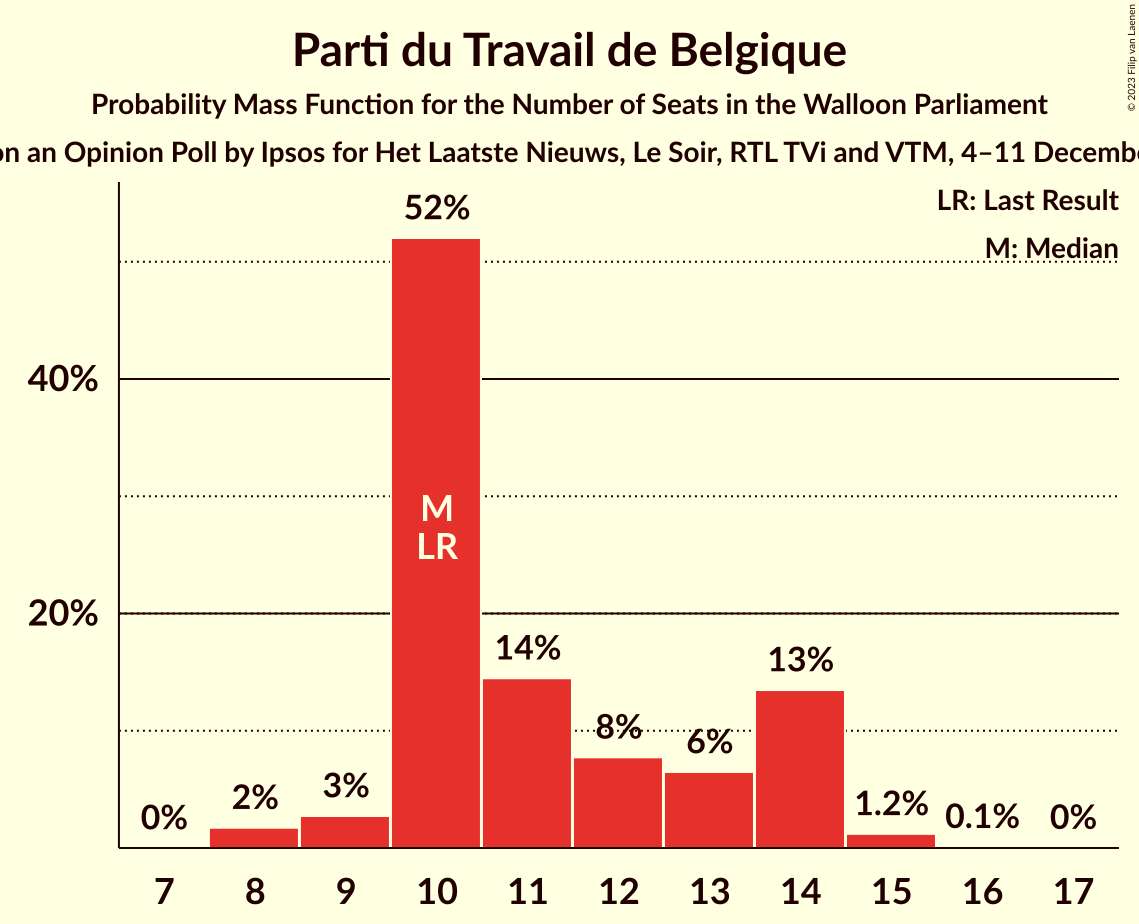 Parti du Travail de Belgique
Probability Mass Function for the Number of Seats in the Walloon Parliament
on an Opinion Poll by Ipsos for Het Laatste Nieuws, Le Soir, RTL TVi and VTM, 4–11
© 2023 Filip van Laenen
LR: Last Result
M: Median
52%
40%
M
LR
20%
14%
13%
8%
6%
3%
2%
1.2%
0.1%
0%
0%
7 8 9 10 11 12 13 14 15 16 17